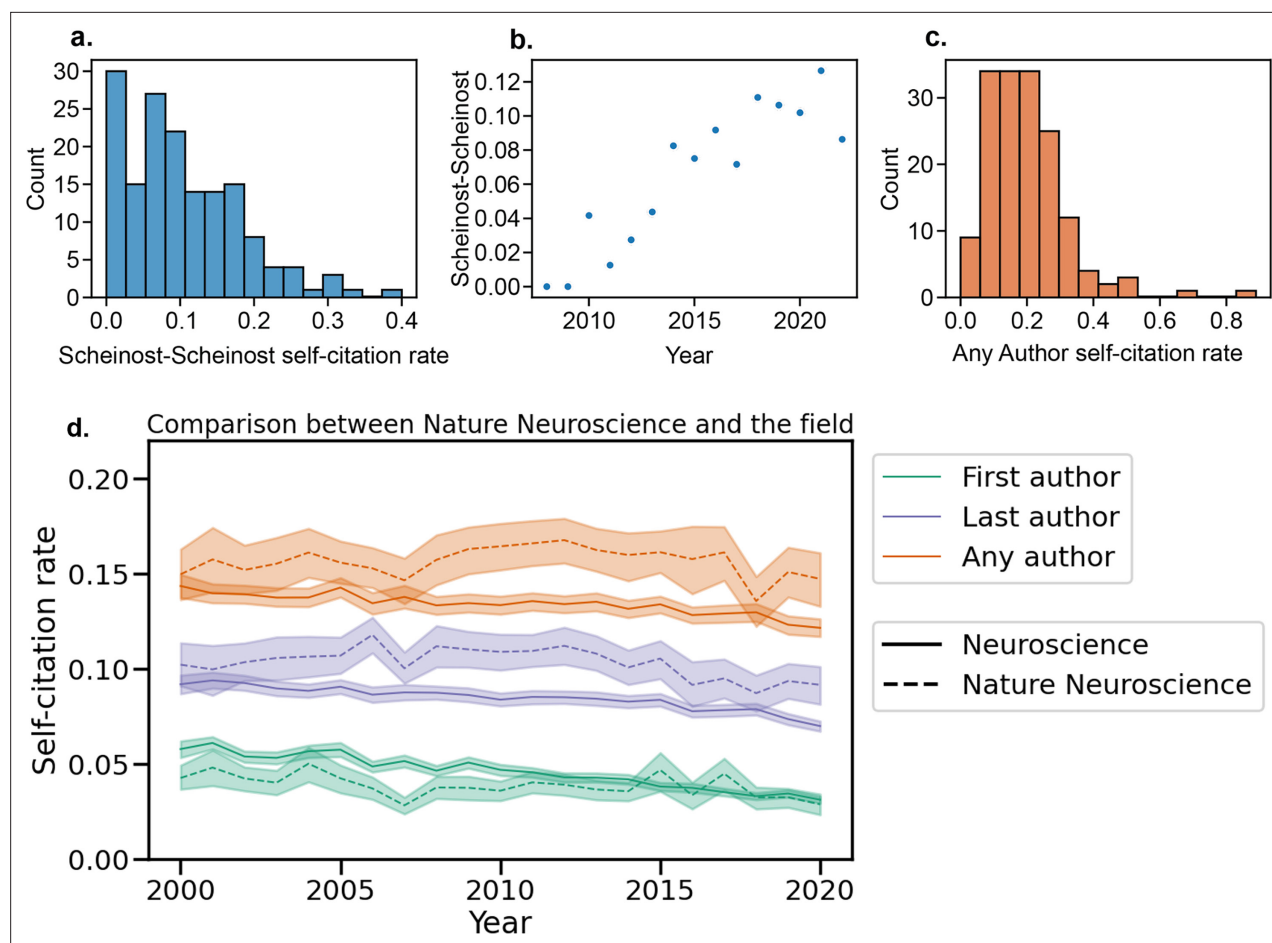 a.
30
25
20
15
10
5
0
Count
0.0 0.1 0.2 0.3 0.4
Scheinost-Scheinost self-citation rate
b.
0.12
0.10
0.08
0.06
0.04
0.02
0.00
Scheinost-Scheinost
2010 2015 2020
Year
c.
30
20
10
0
Count
0.0 0.2 0.4 0.6 0.8
Any Author self-citation rate
d.
Comparison between Nature Neuroscience and the field
0.20
0.15
0.10
0.05
0.00
Self-citation rate
2000 2005 2010 2015 2020
Year
First author
Last author
Any author
Neuroscience
Nature Neuroscience